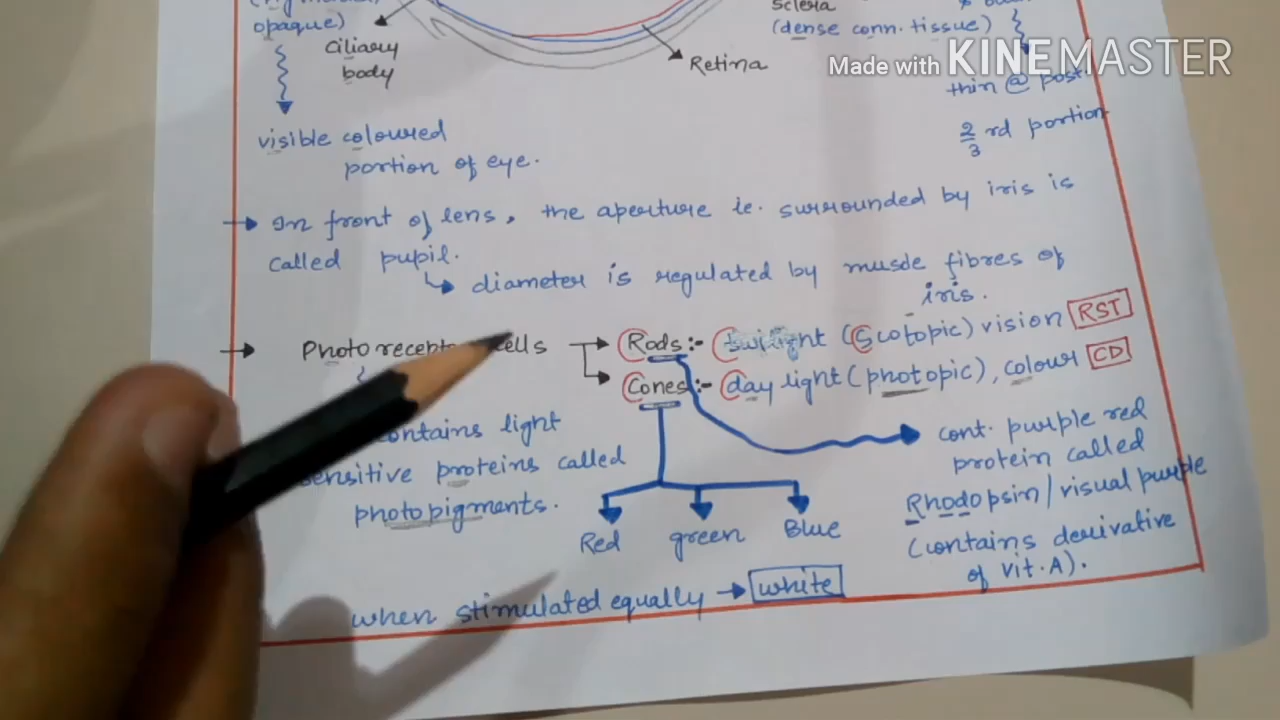 opaque)
Ciliary
body
Retina
sclera
(dense conn. tissue)
Made with KINEMASTER
thin @ post.
2/3 rd portion
visible coloured
portion of eye.
→ In front of lens, the aperture ie. surrounded by iris is
called pupil.
↳ diameter is regulated by muscle fibres of
iris.
→ Photo recepto cells → Rods:- twilight (Scotopic) vision RST
→ Cones:- day light (photopic), colour CD
contains light
sensitive proteins called
photopigments.
Red green Blue
cont. purple red
protein called
Rhodopsin/visual purple
(contains derivative
of vit.A).
when stimulated equally → white